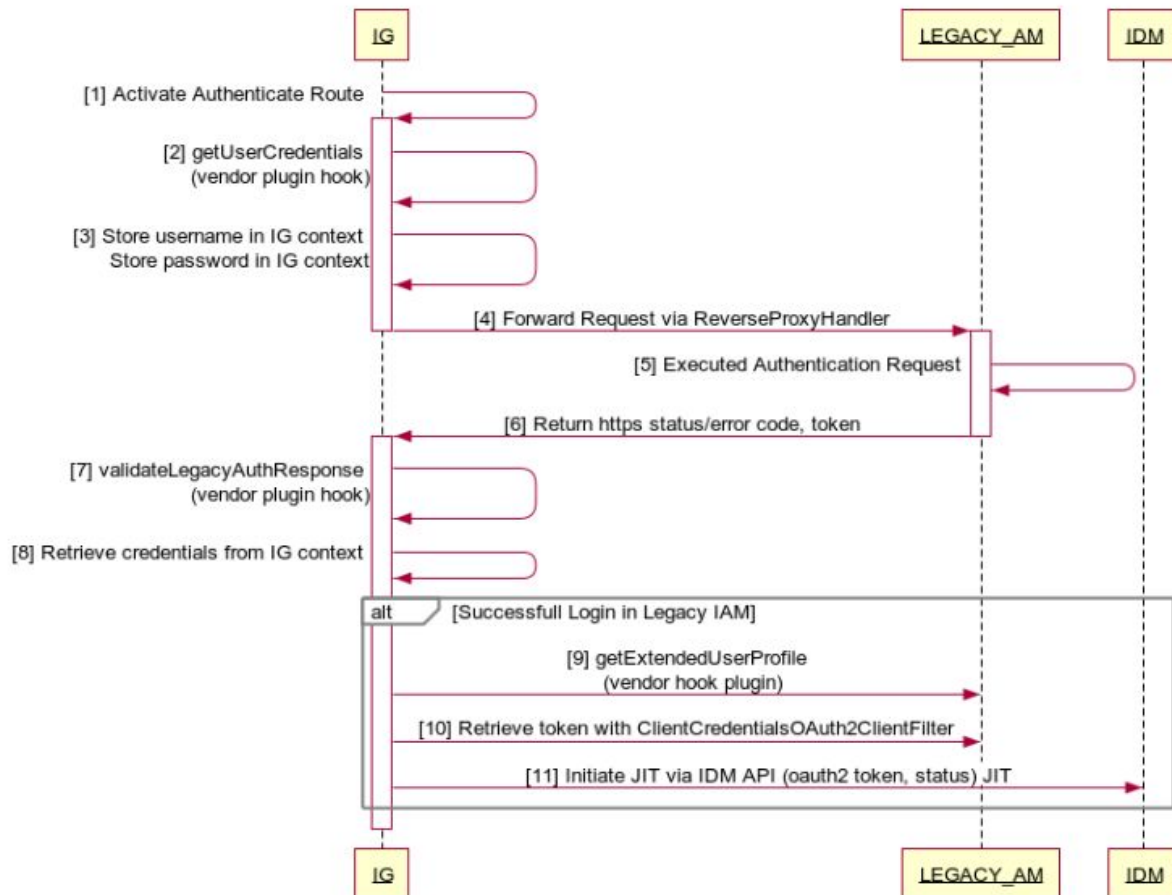 IG
LEGACY_AM
IDM
[1] Activate Authenticate Route
[2] getUserCredentials
(vendor plugin hook)
[3] Store username in IG context
Store password in IG context
[4] Forward Request via ReverseProxyHandler
[5] Executed Authentication Request
[6] Return https status/error code, token
[7] validateLegacyAuthResponse
(vendor plugin hook)
[8] Retrieve credentials from IG context
alt [Successfull Login in Legacy IAM]
[9] getExtendedUserProfile
(vendor hook plugin)
[10] Retrieve token with ClientCredentialsOAuth2ClientFilter
[11] Initiate JIT via IDM API (oauth2 token, status) JIT
IG
LEGACY_AM
IDM